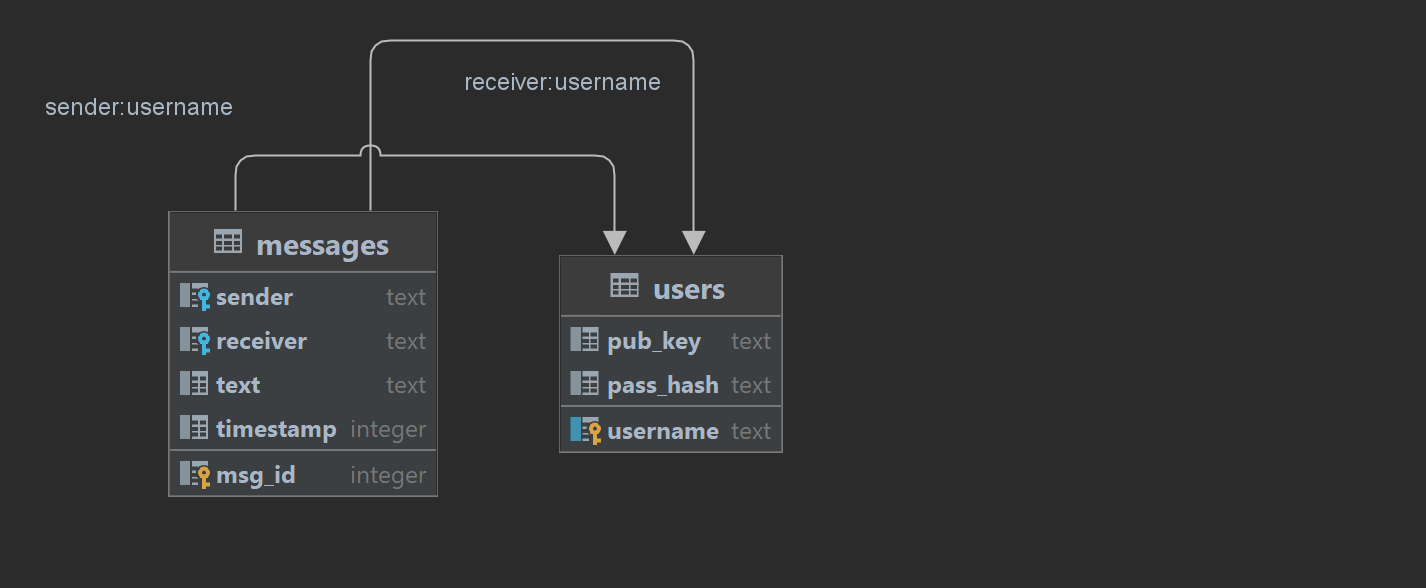 receiver:username
sender:username
messages
sender text
receiver text
text text
timestamp integer
msg_id integer
users
pub_key text
pass_hash text
username text